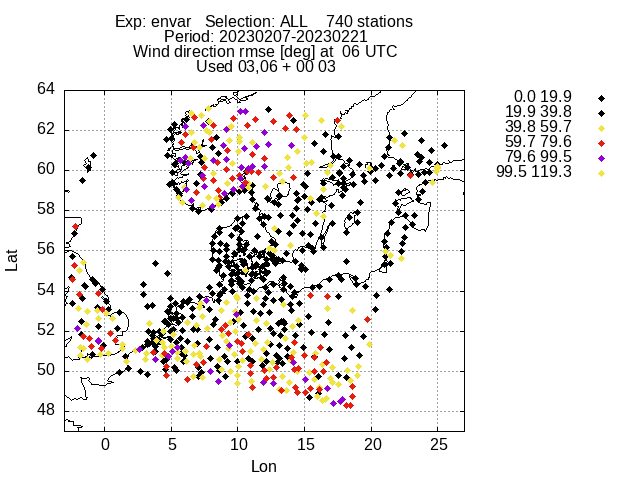 Exp: envar   Selection: ALL    740 stations
Period: 20230207-20230221
Wind direction rmse [deg] at  06 UTC
Used 03,06 + 00 03
0.0 19.9
19.9 39.8
39.8 59.7
59.7 79.6
79.6 99.5
99.5 119.3
64
62
60
58
56
54
52
50
48
Lat
0 5 10 15 20 25
Lon